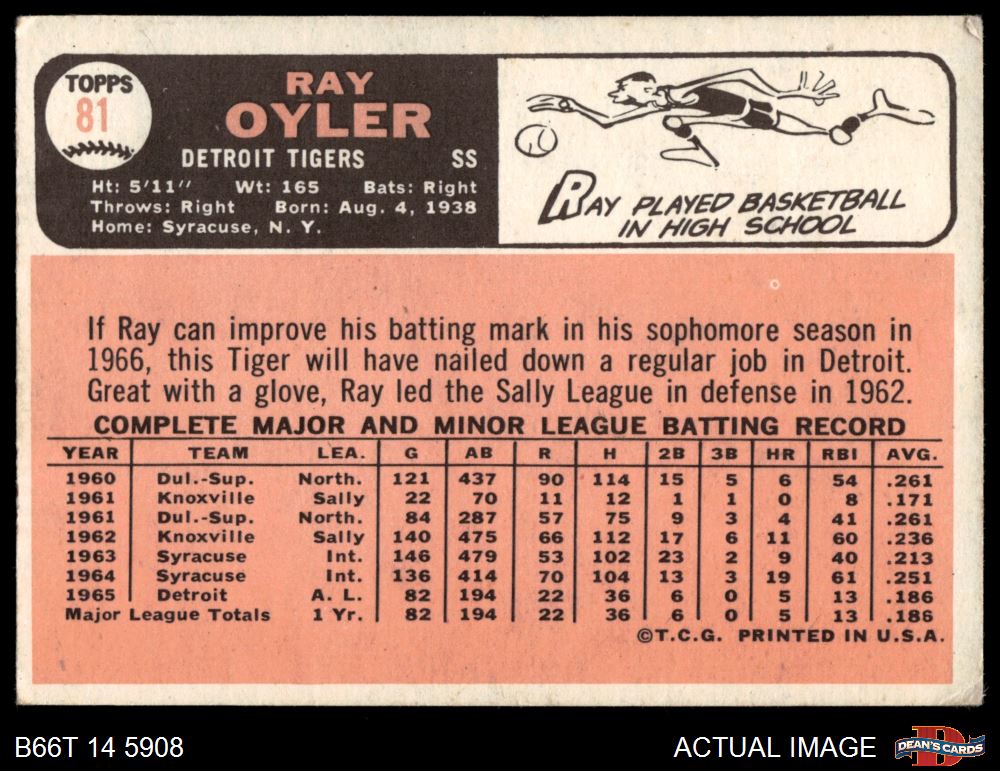 TOPPS
81
RAY
OYLER
DETROIT TIGERS SS
Ht: 5'11" Wt: 165 Bats: Right
Throws: Right Born: Aug. 4, 1938
Home: Syracuse, N. Y.
RAY PLAYED BASKETBALL
IN HIGH SCHOOL
If Ray can improve his batting mark in his sophomore season in
1966, this Tiger will have nailed down a regular job in Detroit.
Great with a glove, Ray led the Sally League in defense in 1962.
COMPLETE MAJOR AND MINOR LEAGUE BATTING RECORD
YEAR TEAM LEA. G AB R H 2B 3B HR RBI AVG.
1960 Dul.-Sup. North. 121 437 90 114 15 5 6 54 .261
1961 Knoxville Sally 22 70 11 12 1 1 0 8 .171
1961 Dul.-Sup. North. 84 287 57 75 9 3 4 41 .261
1962 Knoxville Sally 140 475 66 112 17 6 11 60 .236
1963 Syracuse Int. 146 479 53 102 23 2 9 40 .213
1964 Syracuse Int. 136 414 70 104 13 3 19 61 .251
1965 Detroit A. L. 82 194 22 36 6 0 5 13 .186
Major League Totals 1 Yr. 82 194 22 36 6 0 5 13 .186
©T.C.G. PRINTED IN U.S.A.
B66T 14 5908 ACTUAL IMAGE DEAN'S CARDS